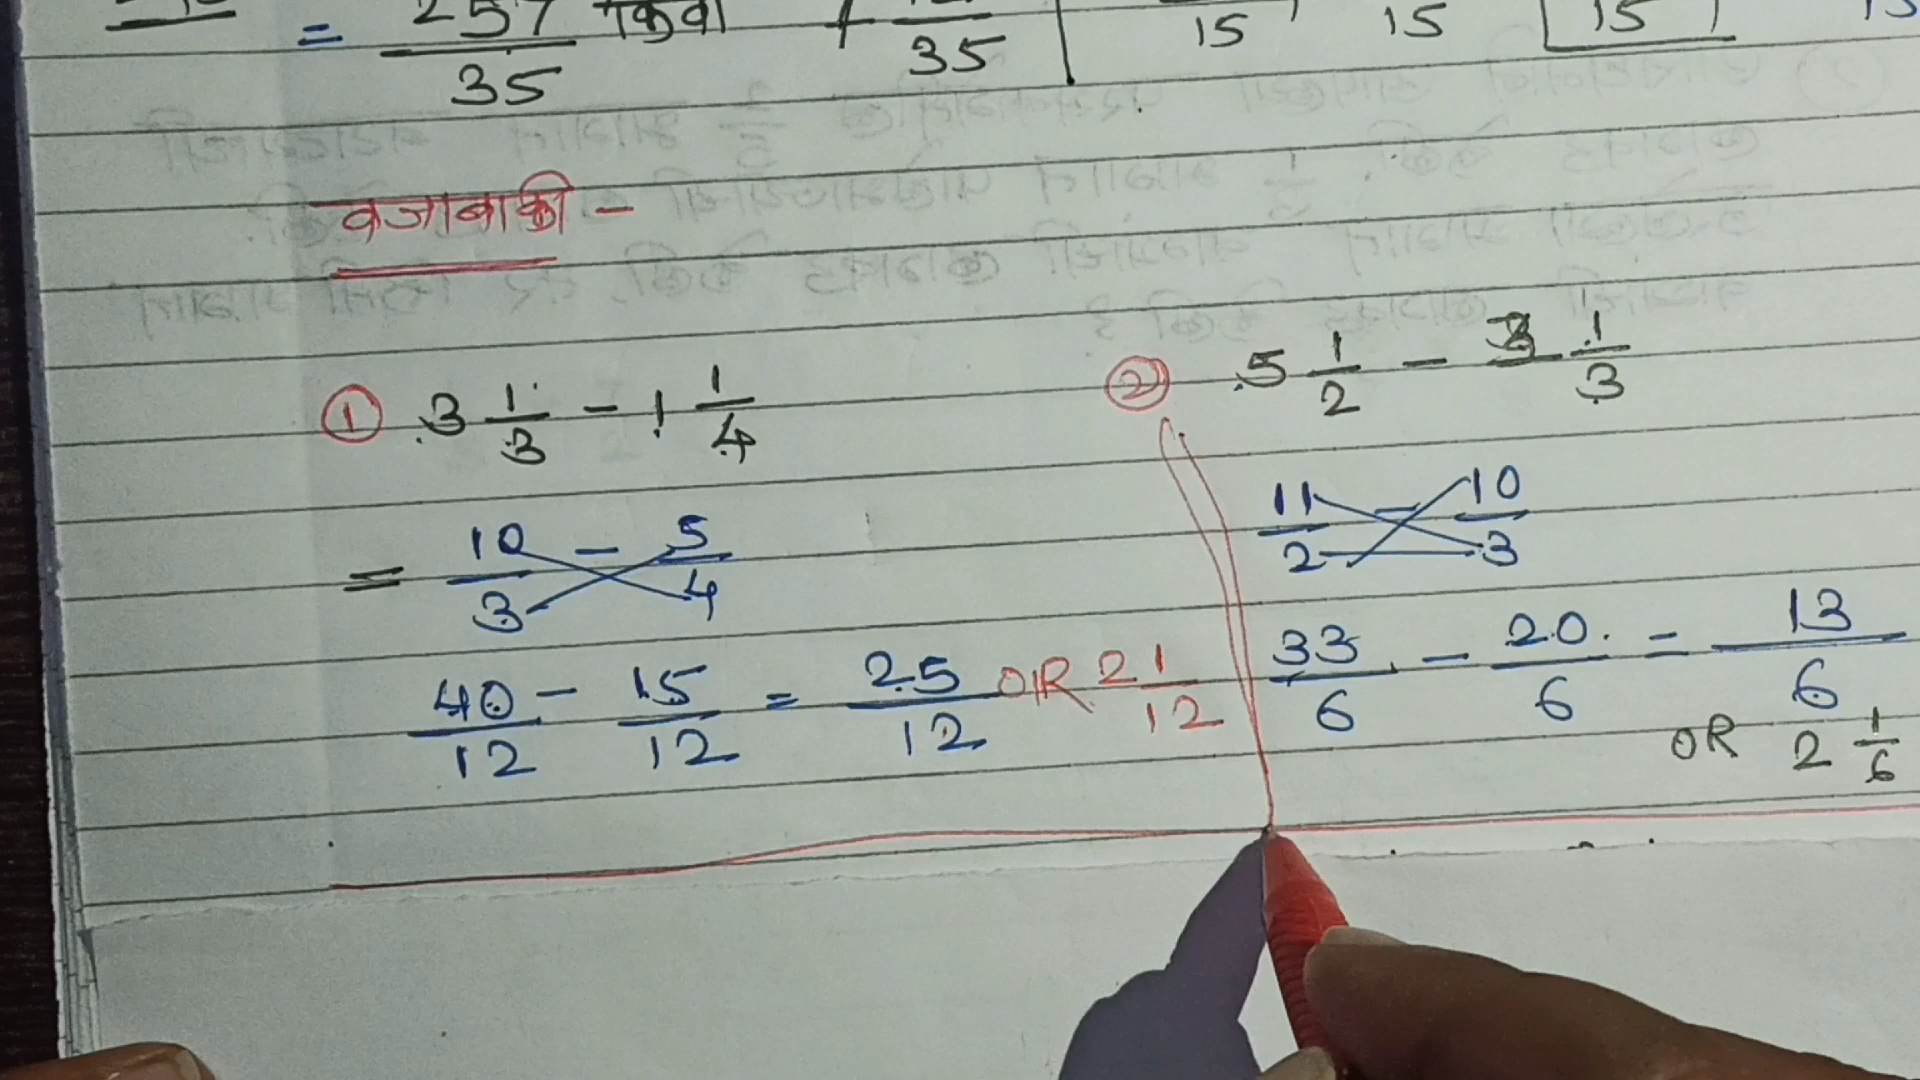 = 257/35 किंवा 35 | 15 15 15
वजाबाकी -
① 3 1/3 - 1 1/4
= 10/3 - 5/4
40/12 - 15/12 = 25/12 OR 2 1/12
② 5 1/2 - 3 1/3
11/2 - 10/3
33/6 - 20/6 = 13/6
OR 2 1/6